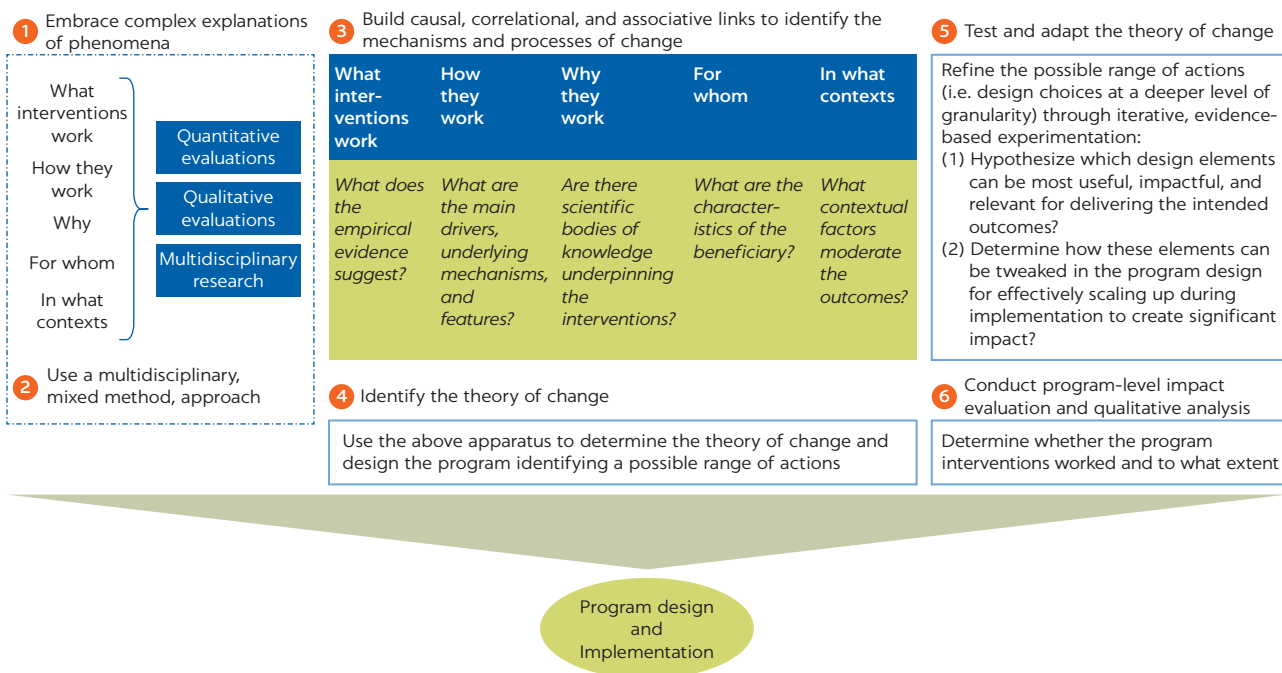 1 Embrace complex explanations
of phenomena
What
interventions
work
How they
work
Why
For whom
In what
contexts
Quantitative
evaluations
Qualitative
evaluations
Multidisciplinary
research
2 Use a multidisciplinary,
mixed method, approach
3 Build causal, correlational, and associative links to identify the
mechanisms and processes of change
What
inter-
ventions
work
How
they
work
Why
they
work
For
whom
In what
contexts
What does
the
empirical
evidence
suggest?
What are
the main
drivers,
underlying
mechanisms,
and
features?
Are there
scientific
bodies of
knowledge
underpinning
the
interventions?
What are the
character-
istics of the
beneficiary?
What
contextual
factors
moderate
the
outcomes?
4 Identify the theory of change
Use the above apparatus to determine the theory of change and
design the program identifying a possible range of actions
5 Test and adapt the theory of change
Refine the possible range of actions
(i.e. design choices at a deeper level of
granularity) through iterative, evidence-
based experimentation:
(1) Hypothesize which design elements
can be most useful, impactful, and
relevant for delivering the intended
outcomes?
(2) Determine how these elements can
be tweaked in the program design
for effectively scaling up during
implementation to create significant
impact?
6 Conduct program-level impact
evaluation and qualitative analysis
Determine whether the program
interventions worked and to what extent
Program design
and
Implementation